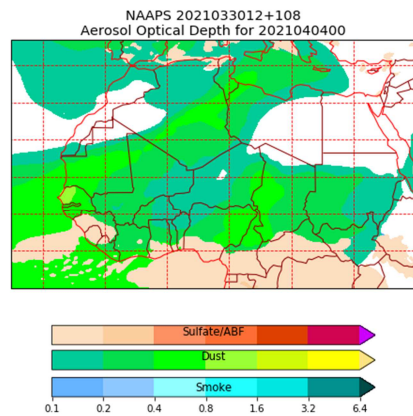 NAAPS 2021033012+108
Aerosol Optical Depth for 2021040400
Sulfate/ABF
Dust
Smoke
0.1 0.2 0.4 0.8 1.6 3.2 6.4